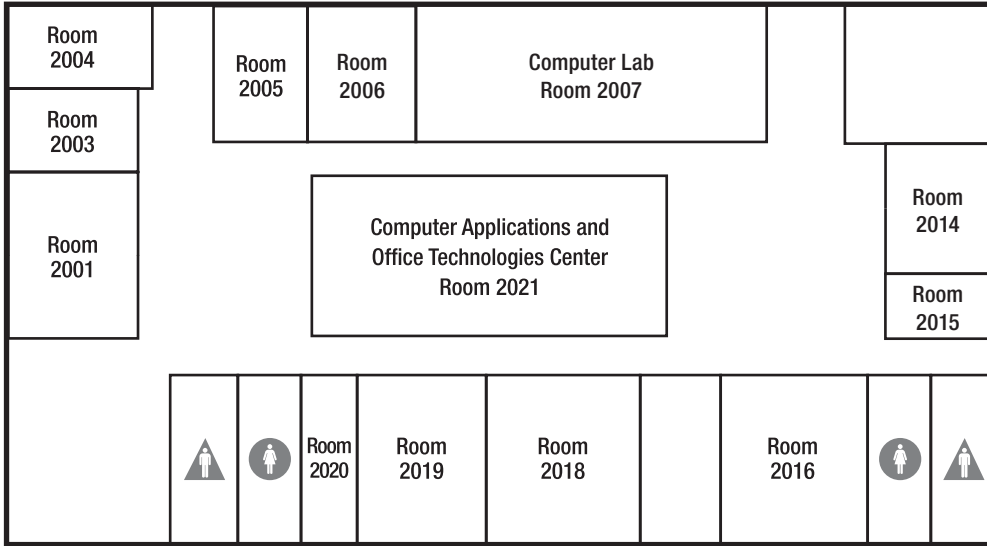 Room
2004
Room
2005
Room
2006
Computer Lab
Room 2007
Room
2003
Room
2001
Computer Applications and
Office Technologies Center
Room 2021
Room
2014
Room
2015
Room
2020
Room
2019
Room
2018
Room
2016